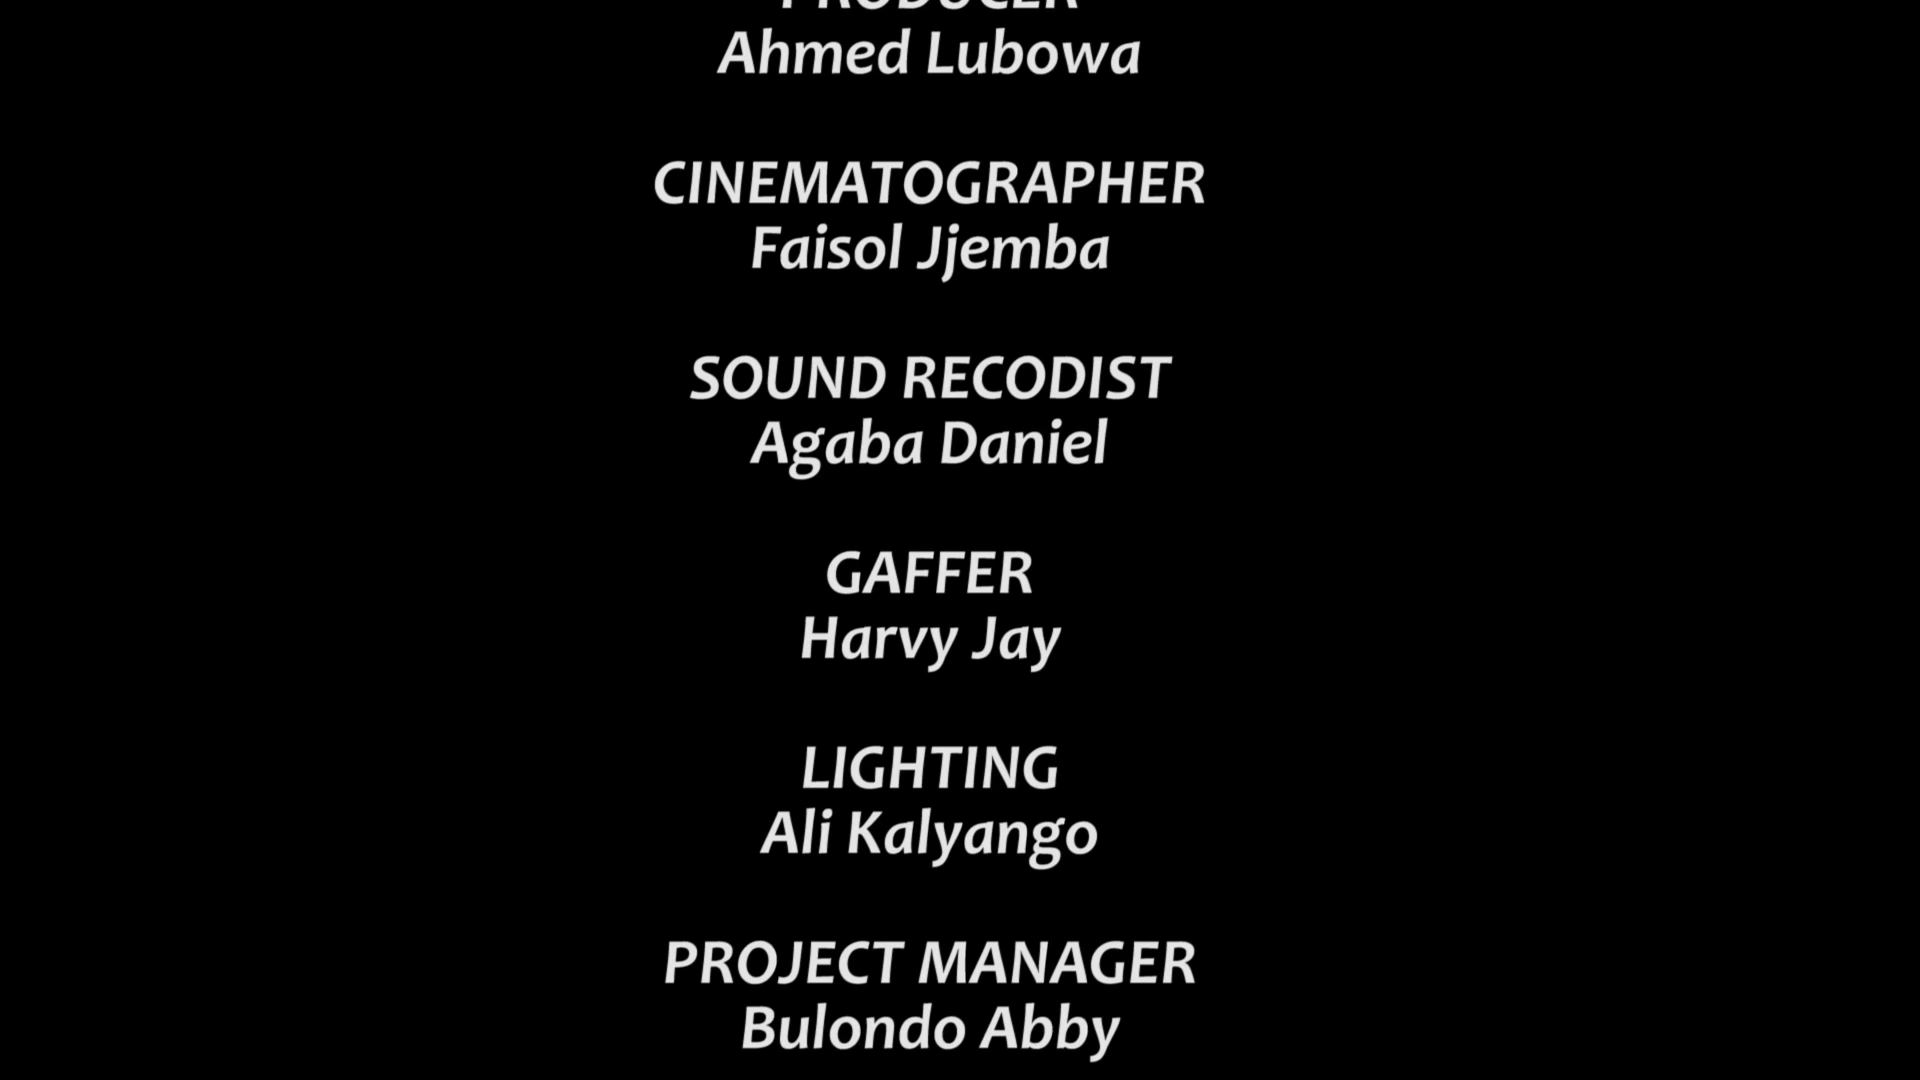 PRODUCER
Ahmed Lubowa
CINEMATOGRAPHER
Faisol Jjemba
SOUND RECODIST
Agaba Daniel
GAFFER
Harvy Jay
LIGHTING
Ali Kalyango
PROJECT MANAGER
Bulondo Abby